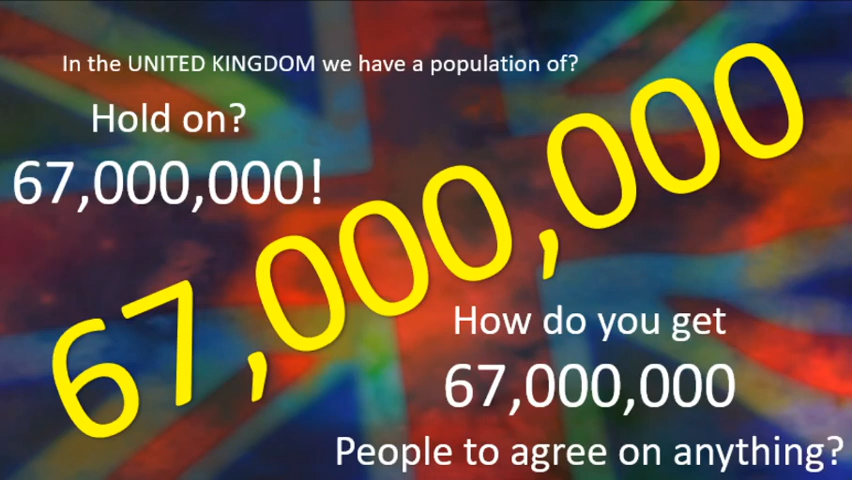 In the UNITED KINGDOM we have a population of?
Hold on?
67,000,000!
67,000,000
How do you get
67,000,000
People to agree on anything?